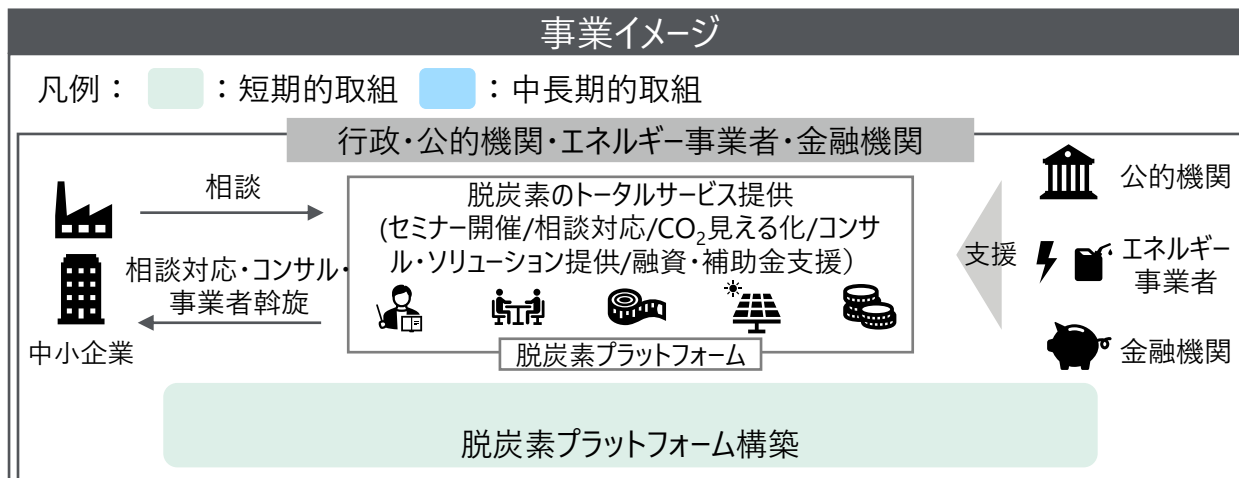 事業イメージ
凡例： ：短期的取組 ：中長期的取組
行政・公的機関・エネルギー事業者・金融機関
相談
相談対応・コンサル・
事業者斡旋
中小企業
脱炭素のトータルサービス提供
(セミナー開催/相談対応/CO₂見える化/コンサ
ル・ソリューション提供/融資・補助金支援）
脱炭素プラットフォーム
支援
公的機関
エネルギー
事業者
金融機関
脱炭素プラットフォーム構築